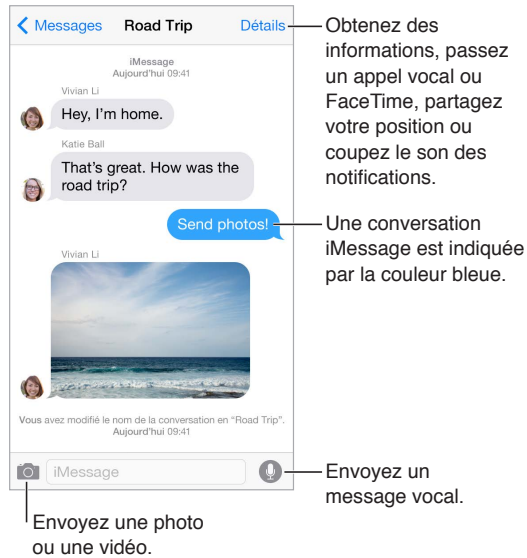 Messages Road Trip Détails
iMessage
Aujourd'hui 09:41
Vivian Li
Hey, I'm home.
Katie Ball
That's great. How was the
road trip?
Send photos!
Vivian Li
Vous avez modifié le nom de la conversation en “Road Trip”.
Aujourd'hui 09:41
iMessage
Obtenez des
informations, passez
un appel vocal ou
FaceTime, partagez
votre position ou
coupez le son des
notifications.
Une conversation
iMessage est indiquée
par la couleur bleue.
Envoyez un
message vocal.
Envoyez une photo
ou une vidéo.